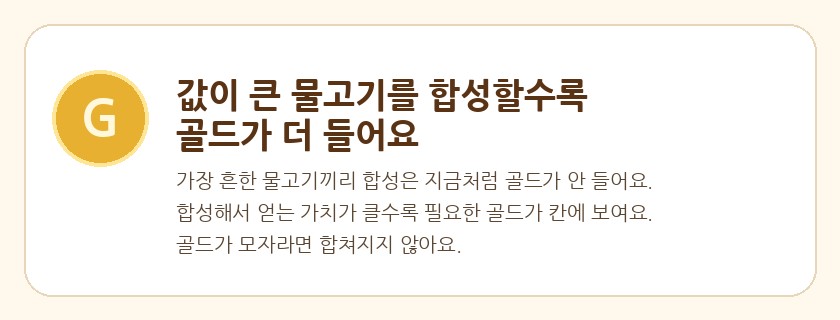 G
값이 큰 물고기를 합성할수록
골드가 더 들어요
가장 흔한 물고기끼리 합성은 지금처럼 골드가 안 들어요.
합성해서 얻는 가치가 클수록 필요한 골드가 칸에 보여요.
골드가 모자라면 합쳐지지 않아요.